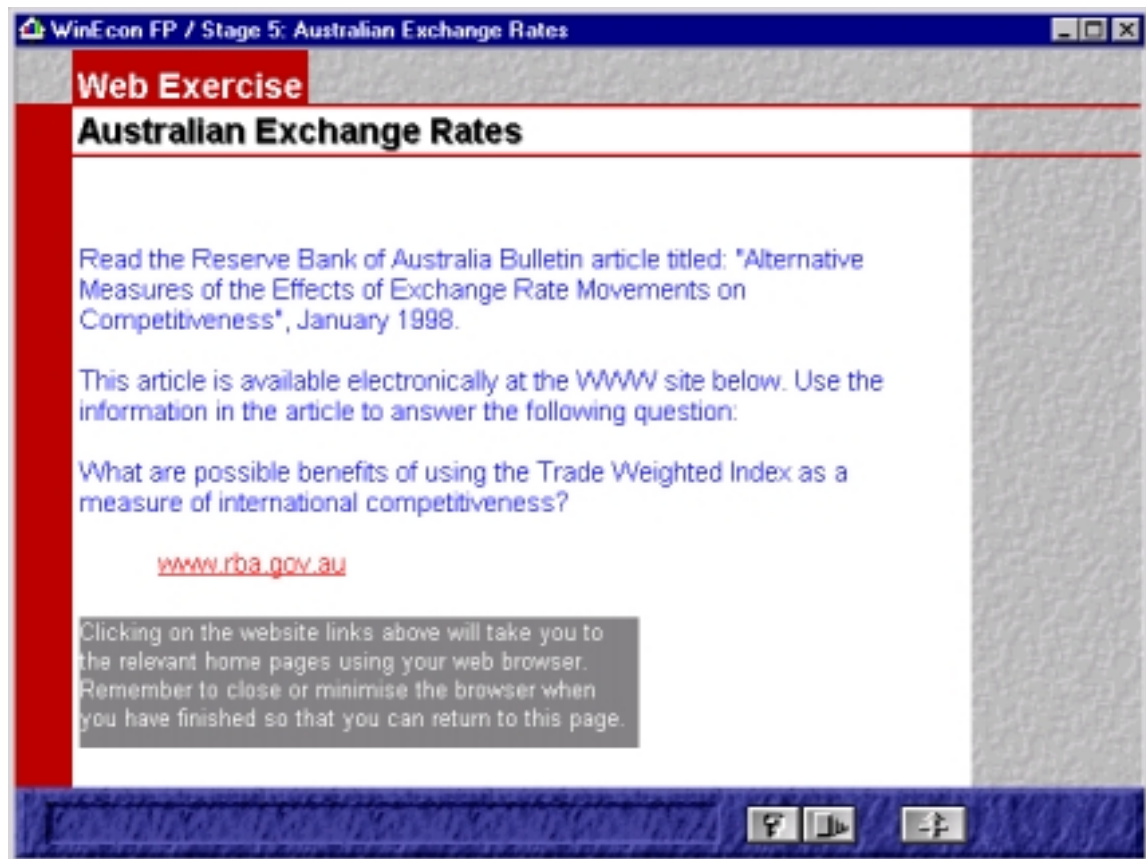 WinEcon FP / Stage 5: Australian Exchange Rates
Web Exercise
Australian Exchange Rates
Read the Reserve Bank of Australia Bulletin article titled: "Alternative
Measures of the Effects of Exchange Rate Movements on
Competitiveness", January 1998.
This article is available electronically at the WWW site below. Use the
information in the article to answer the following question:
What are possible benefits of using the Trade Weighted Index as a
measure of international competitiveness?
www.rba.gov.au
Clicking on the website links above will take you to
the relevant home pages using your web browser.
Remember to close or minimise the browser when
you have finished so that you can return to this page.